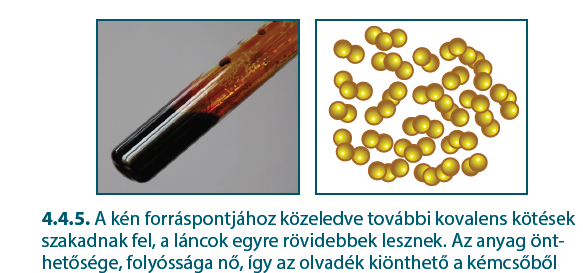 4.4.5. A kén forráspontjához közeledve további kovalens kötések
szakadnak fel, a láncok egyre rövidebbek lesznek. Az anyag önt-
hetősége, folyóssága nő, így az olvadék kiönthető a kémcsőből